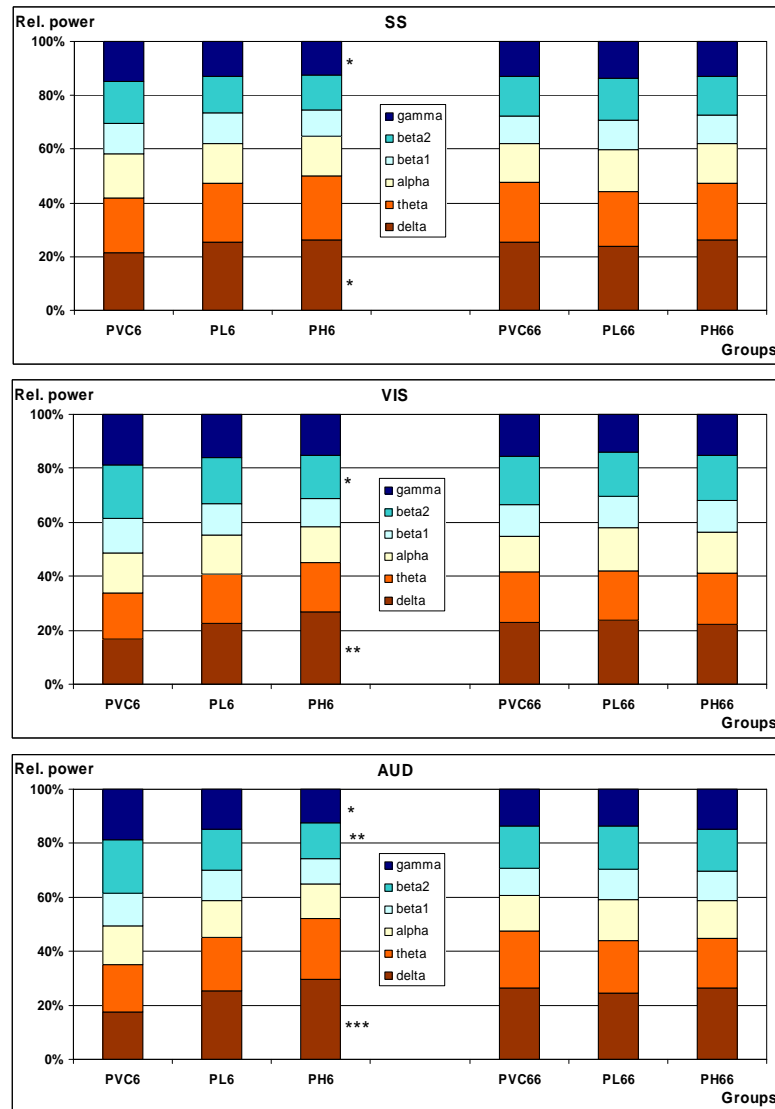 Rel. power
SS
100%
80%
60%
40%
20%
0%
*
gamma
beta2
beta1
alpha
theta
delta
*
PVC6 PL6 PH6 PVC66 PL66 PH66
Groups
Rel. power
VIS
100%
80%
60%
40%
20%
0%
*
gamma
beta2
beta1
alpha
theta
delta
**
PVC6 PL6 PH6 PVC66 PL66 PH66
Groups
Rel. power
AUD
100%
80%
60%
40%
20%
0%
*
**
gamma
beta2
beta1
alpha
theta
delta
***
PVC6 PL6 PH6 PVC66 PL66 PH66
Groups